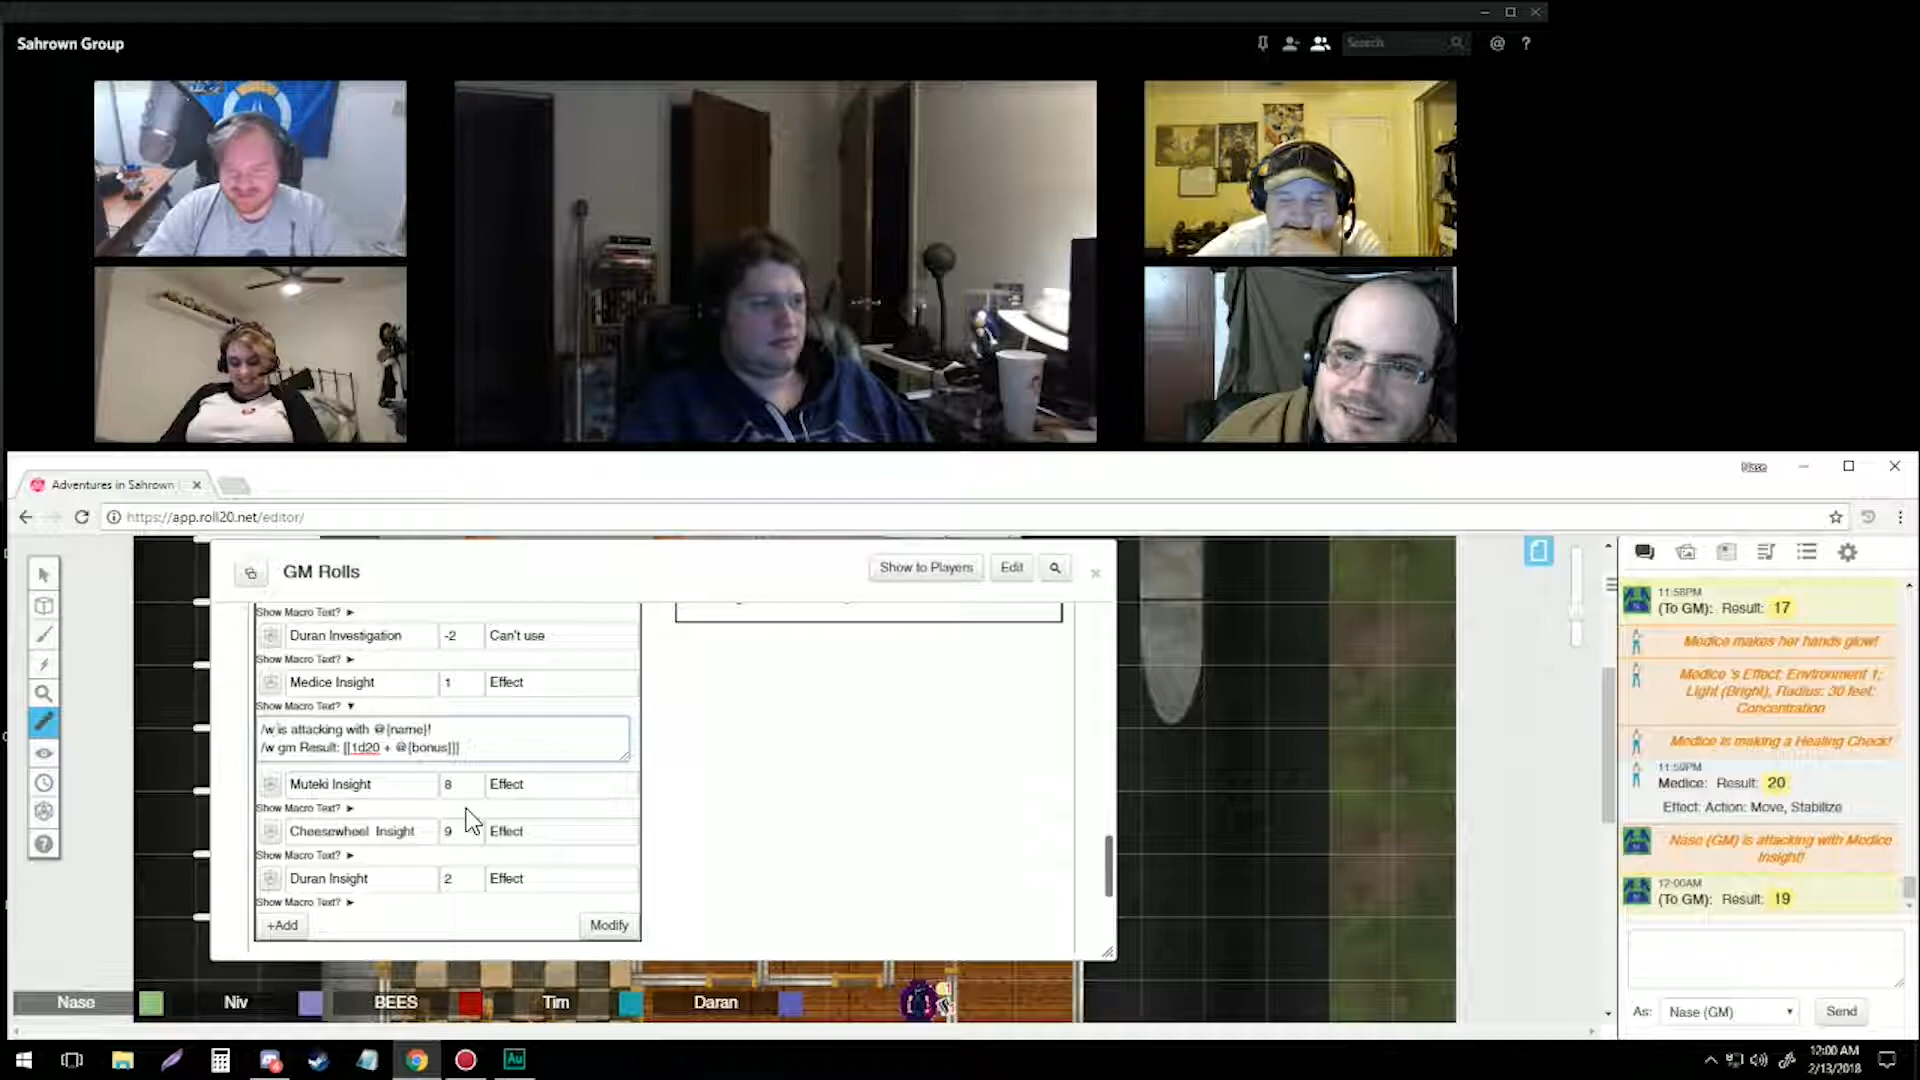 Sahrown Group
Search
Adventures in Sahrown
Nase
https://app.roll20.net/editor/
GM Rolls
Show to Players
Edit
Show Macro Text?
Duran Investigation
-2
Can't use
Show Macro Text?
Medice Insight
1
Effect
Show Macro Text?
/w is attacking with @{name}!
/w gm Result: [[1d20 + @{bonus}]]
Muteki Insight
8
Effect
Show Macro Text?
Cheesewheel Insight
9
Effect
Show Macro Text?
Duran Insight
2
Effect
Show Macro Text?
+Add
Modify
Nase
Niv
BEES
Tim
Daran
11:58PM
(To GM): Result: 17
Medice makes her hands glow!
Medice 's Effect: Environment 1;
Light (Bright), Radius: 30 feet;
Concentration
Medice is making a Healing Check!
11:59PM
Medice: Result: 20
Effect: Action: Move, Stabilize
Nase (GM) is attacking with Medice
Insight!
12:00AM
(To GM): Result: 19
As:
Nase (GM)
Send
Au
12:00 AM
2/13/2018